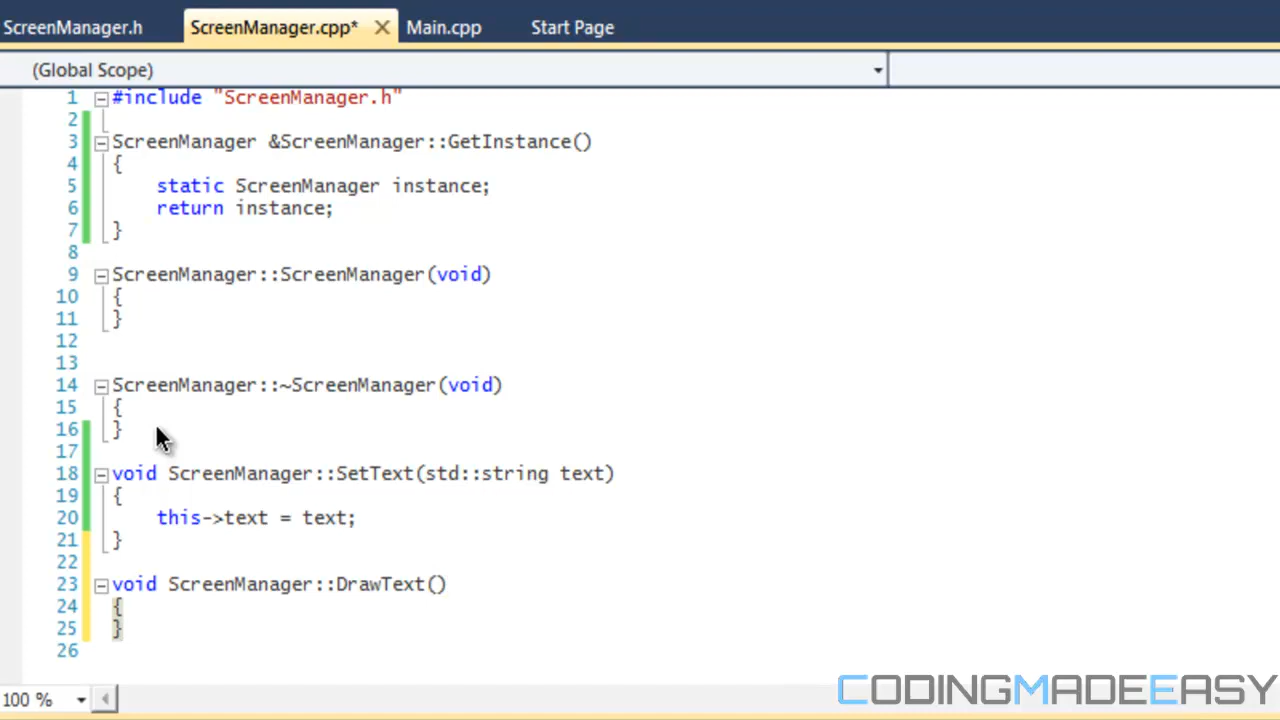 ScreenManager.h ScreenManager.cpp* Main.cpp Start Page
(Global Scope)
1 #include "ScreenManager.h"
2
3 ScreenManager &ScreenManager::GetInstance()
4 {
5 static ScreenManager instance;
6 return instance;
7 }
8
9 ScreenManager::ScreenManager(void)
10 {
11 }
12
13
14 ScreenManager::~ScreenManager(void)
15 {
16 }
17
18 void ScreenManager::SetText(std::string text)
19 {
20 this->text = text;
21 }
22
23 void ScreenManager::DrawText()
24 {
25 }
26
100 %
CODINGMADEEASY